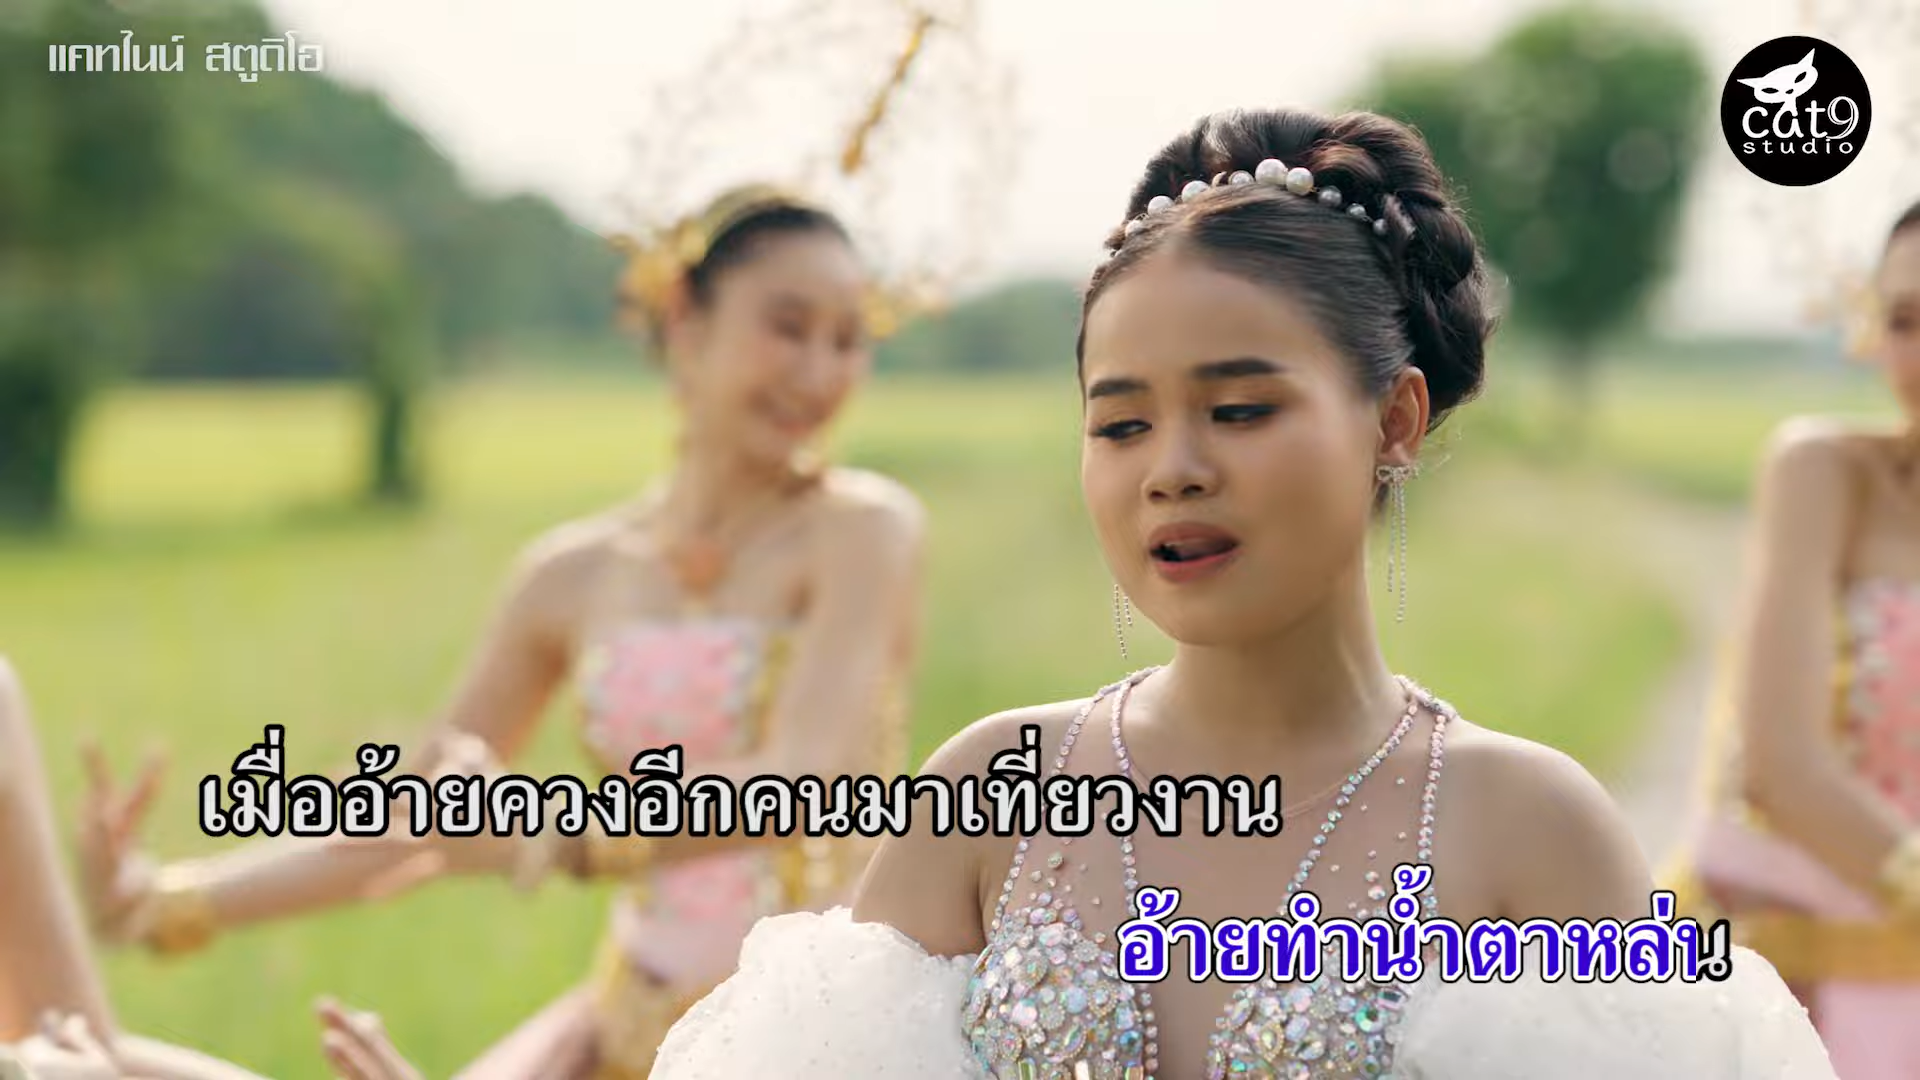 แคทไนน์ สตูดิโอ
cat9
studio
เมื่ออ้ายควงอีกคนมาเที่ยวงาน
อ้ายทำน้ำตาหล่น